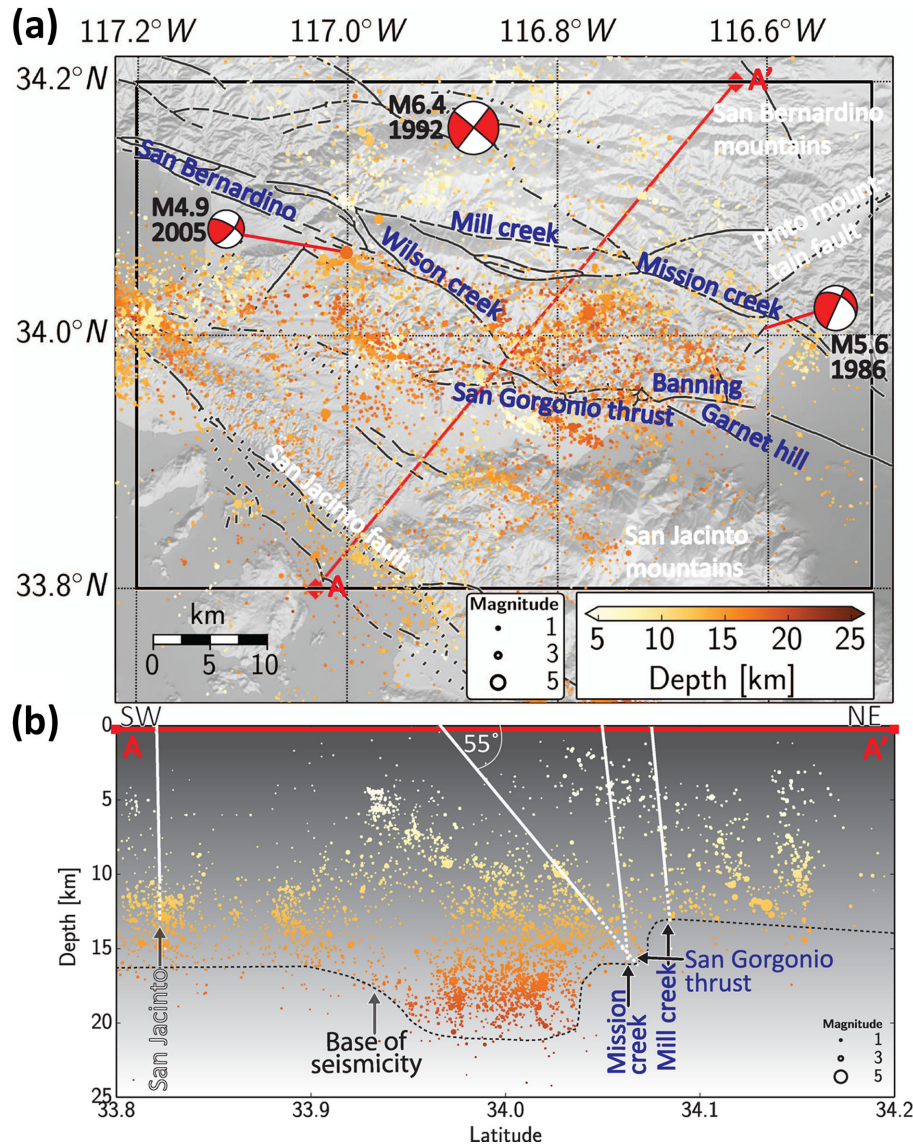 (a)
117.2°W 117.0°W 116.8°W 116.6°W
34.2°N
A'
M6.4
1992
San Bernardino
mountains
San Bernardino
M4.9
2005
Mill creek
Pinto mount
tain fault
Wilson creek
Mission creek
34.0°N
M5.6
1986
Banning
San Gorgonio thrust
Garnet hill
San Jacinto fault
San Jacinto
mountains
33.8°N
A
km
0 5 10
Magnitude
1
3
5
5 10 15 20 25
Depth [km]
(b)
SW NE
0
A A'
55°
5
10
Depth [km]
15
San Gorgonio
thrust
San Jacinto
Mission
creek
Mill creek
20
Base of
seismicity
Magnitude
1
3
5
25
33.8 33.9 34.0 34.1 34.2
Latitude